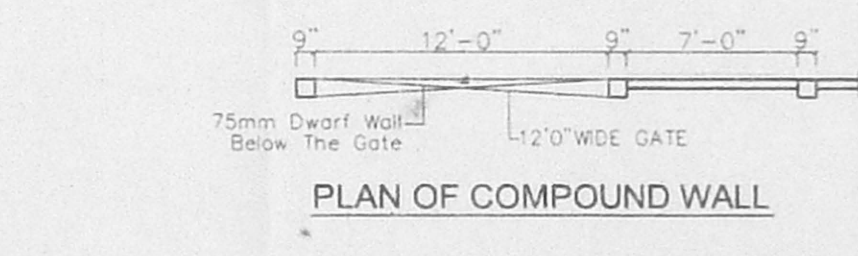 9" 12'-0" 9" 7'-0" 9"
75mm Dwarf Wall
Below The Gate
12'0"WIDE GATE
PLAN OF COMPOUND WALL